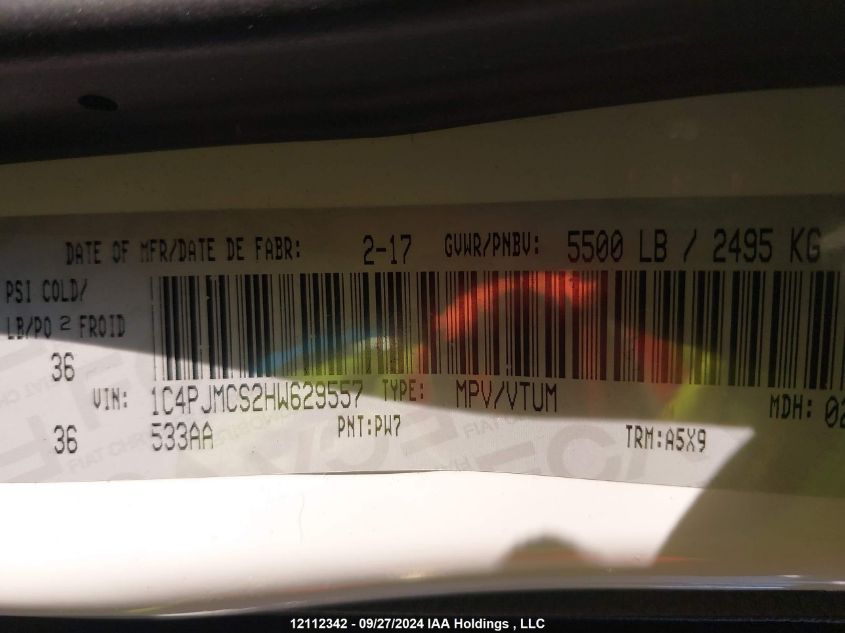 DATE OF MFR/DATE DE FABR: 2-17 GVWR/PNBV: 5500 LB / 2495 KG
PSI COLD/
LB/PO 2 FROID
36
VIN: 1C4PJMCS2HW629557 TYPE: MPV/VTUM MDH: 02
36 533AA PNT:PW7 TRM:A5X9
12112342 - 09/27/2024 IAA Holdings , LLC